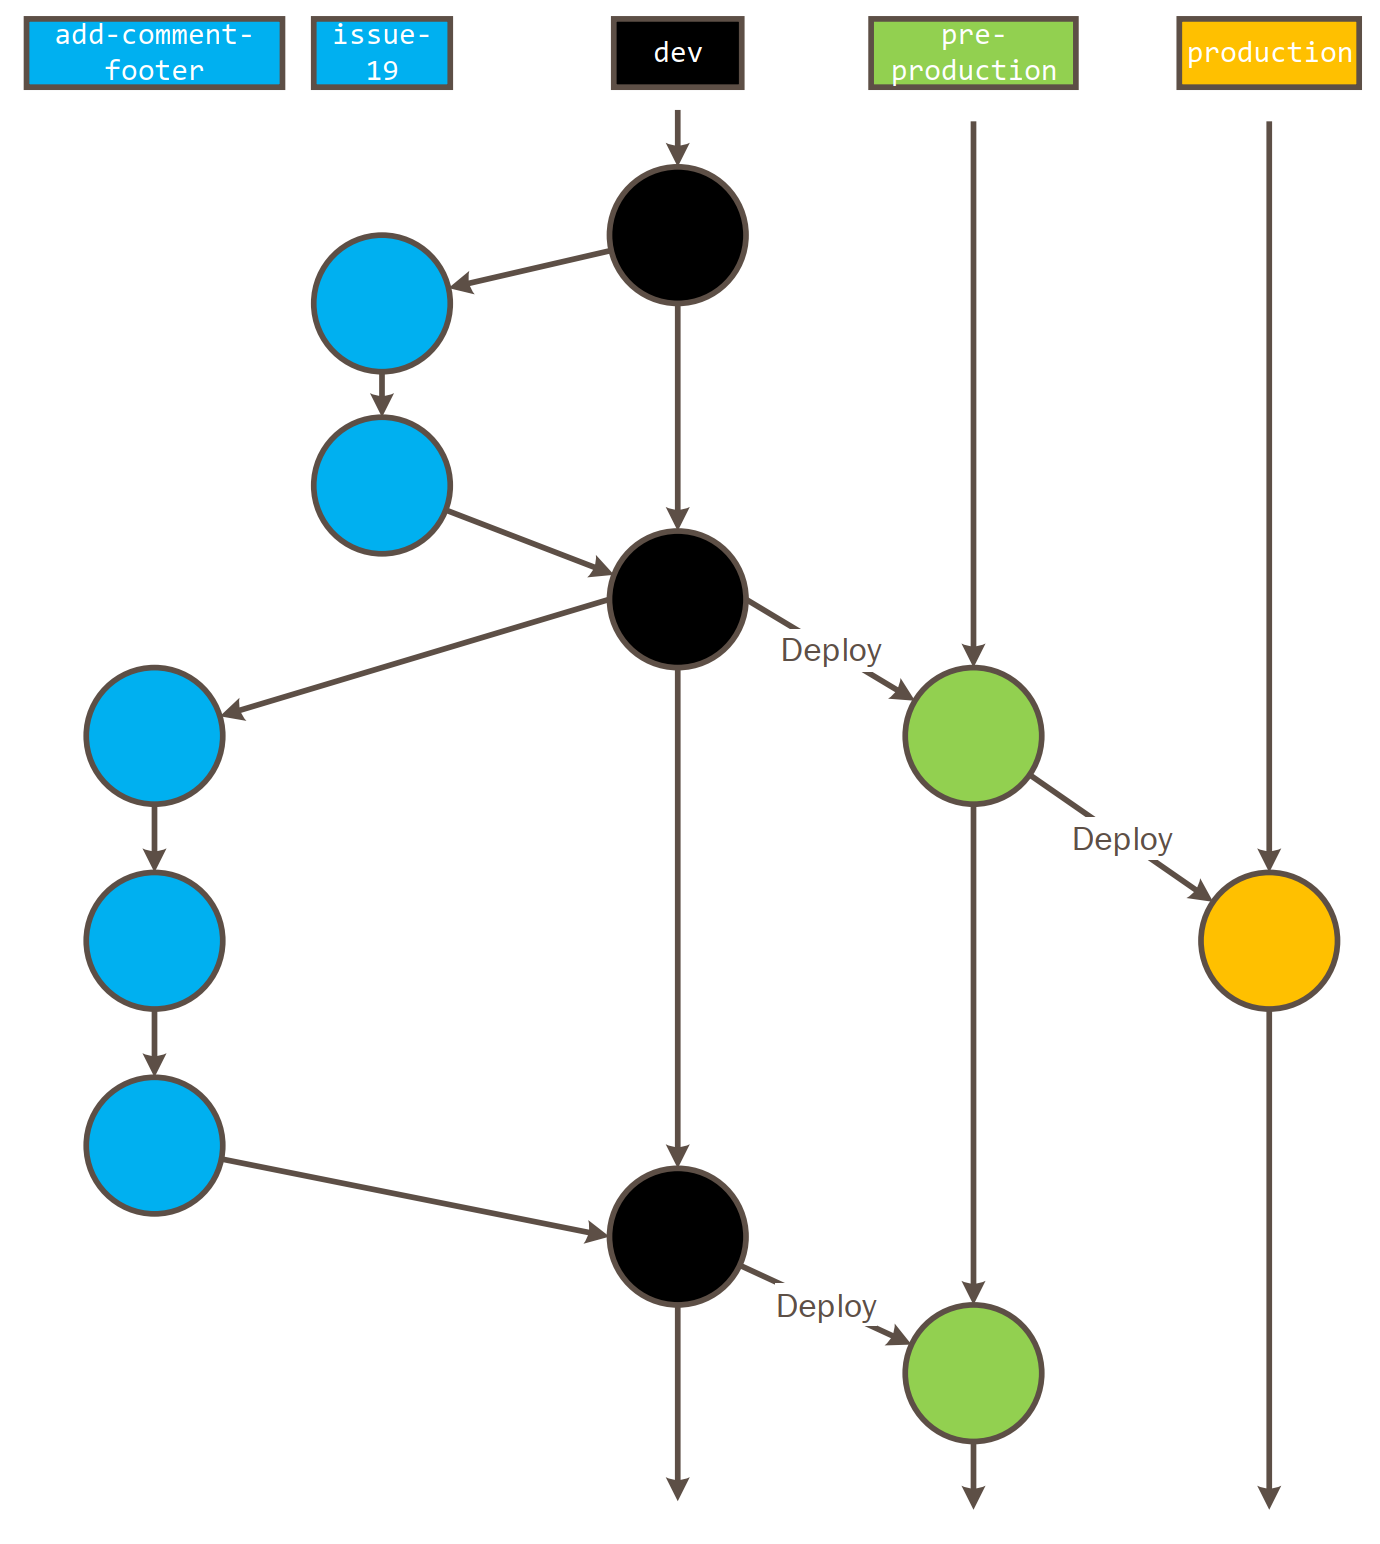 add-comment-
footer
issue-
19
dev
pre-
production
production
Deploy
Deploy
Deploy